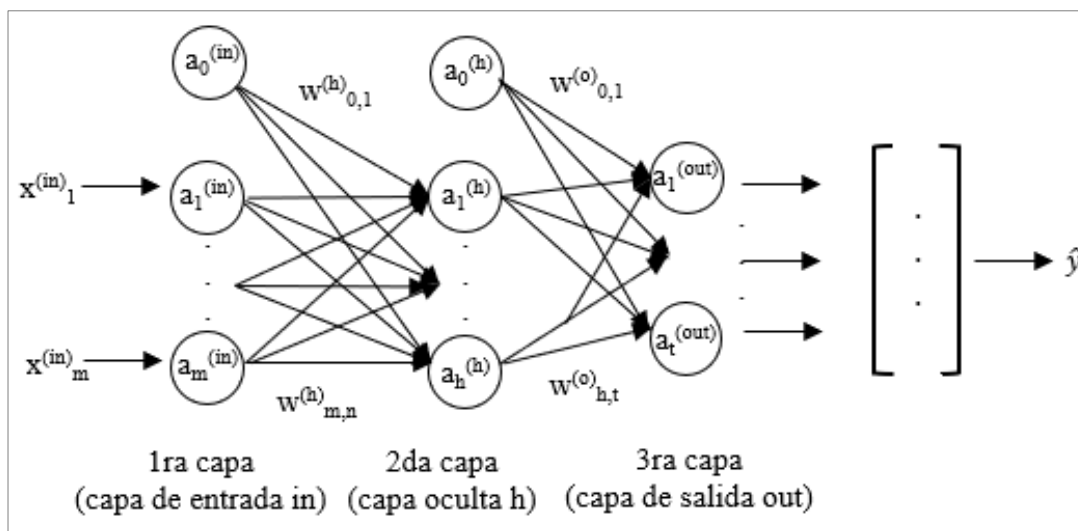 a₀⁽ⁱⁿ⁾
a₀⁽ʰ⁾
w⁽ʰ⁾₀,₁
w⁽ᵒ⁾₀,₁
x⁽ⁱⁿ⁾₁
a₁⁽ⁱⁿ⁾
a₁⁽ʰ⁾
a₁⁽ᵒᵘᵗ⁾
ŷ
x⁽ⁱⁿ⁾ₘ
aₘ⁽ⁱⁿ⁾
aₕ⁽ʰ⁾
aₜ⁽ᵒᵘᵗ⁾
w⁽ʰ⁾ₘ,ₙ
w⁽ᵒ⁾ₕ,ₜ
1ra capa
(capa de entrada in)
2da capa
(capa oculta h)
3ra capa
(capa de salida out)